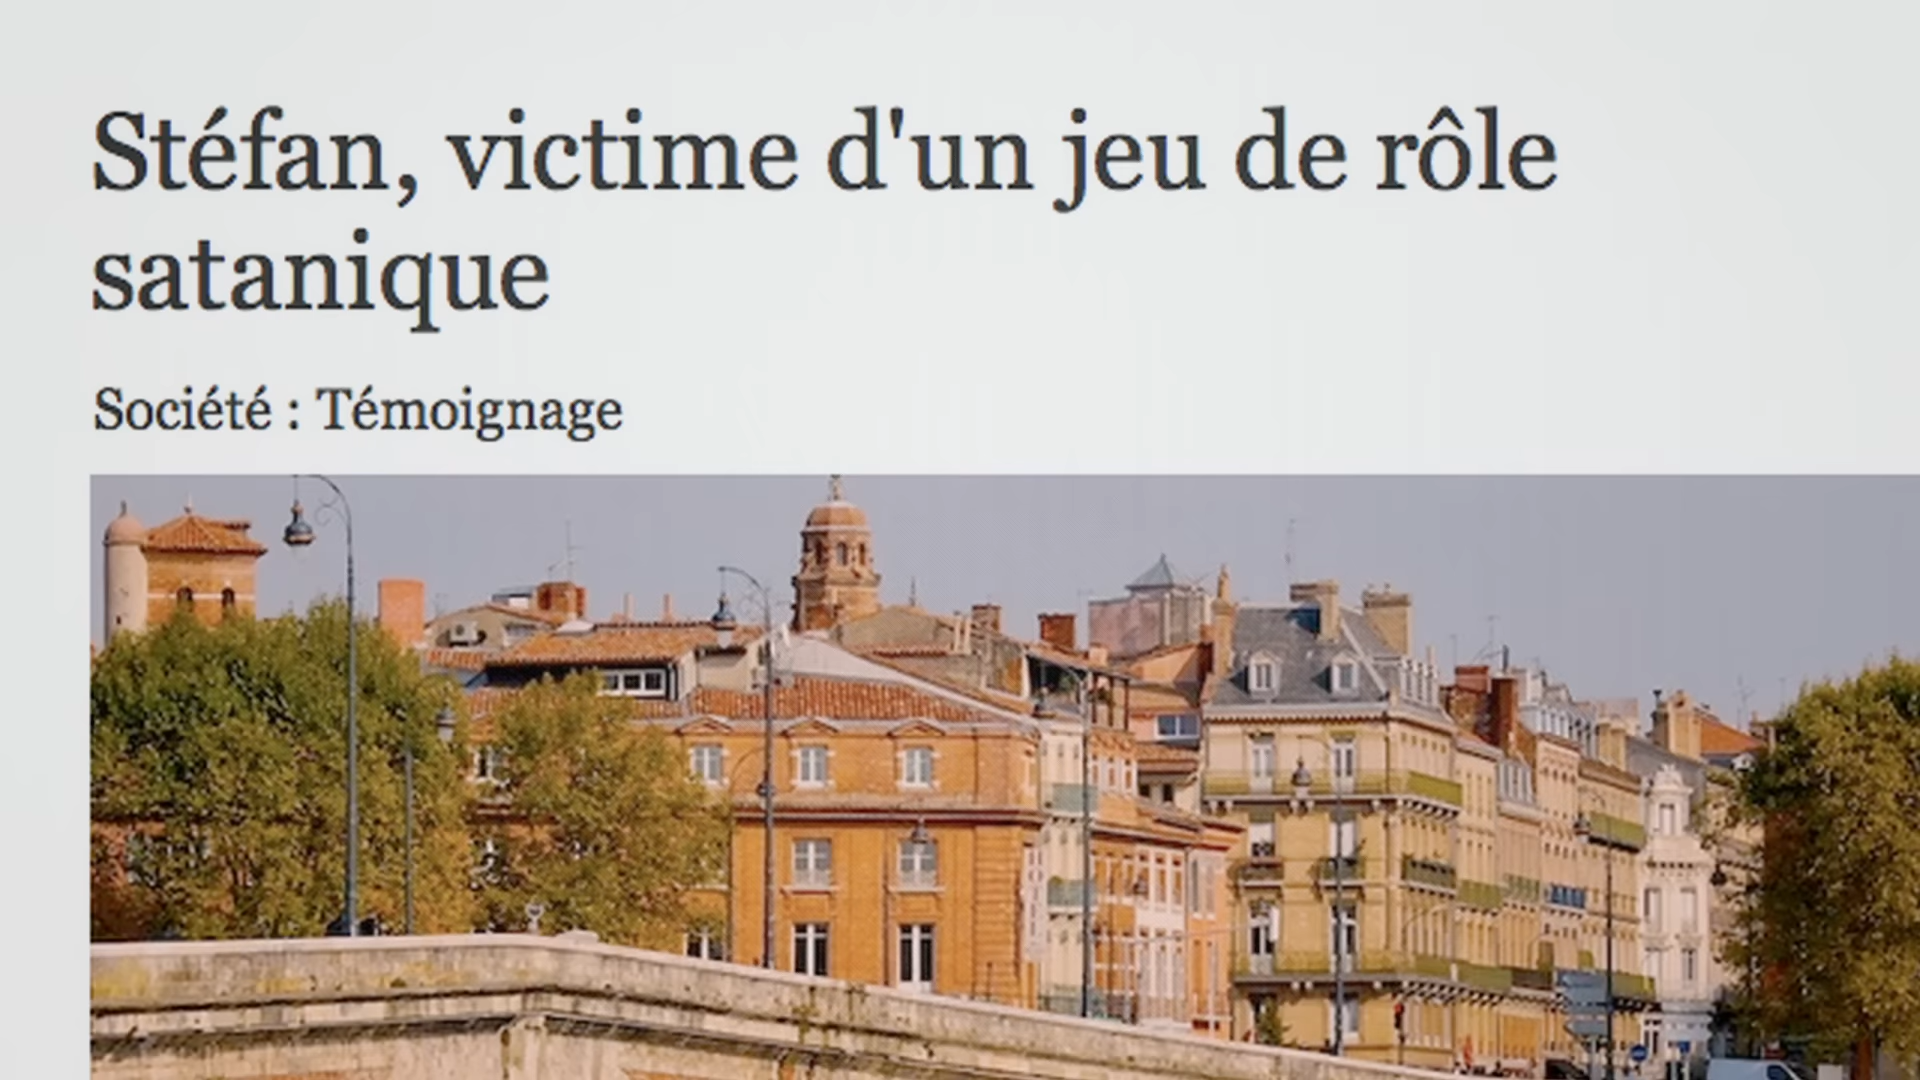 Stéfan, victime d'un jeu de rôle
satanique
Société : Témoignage